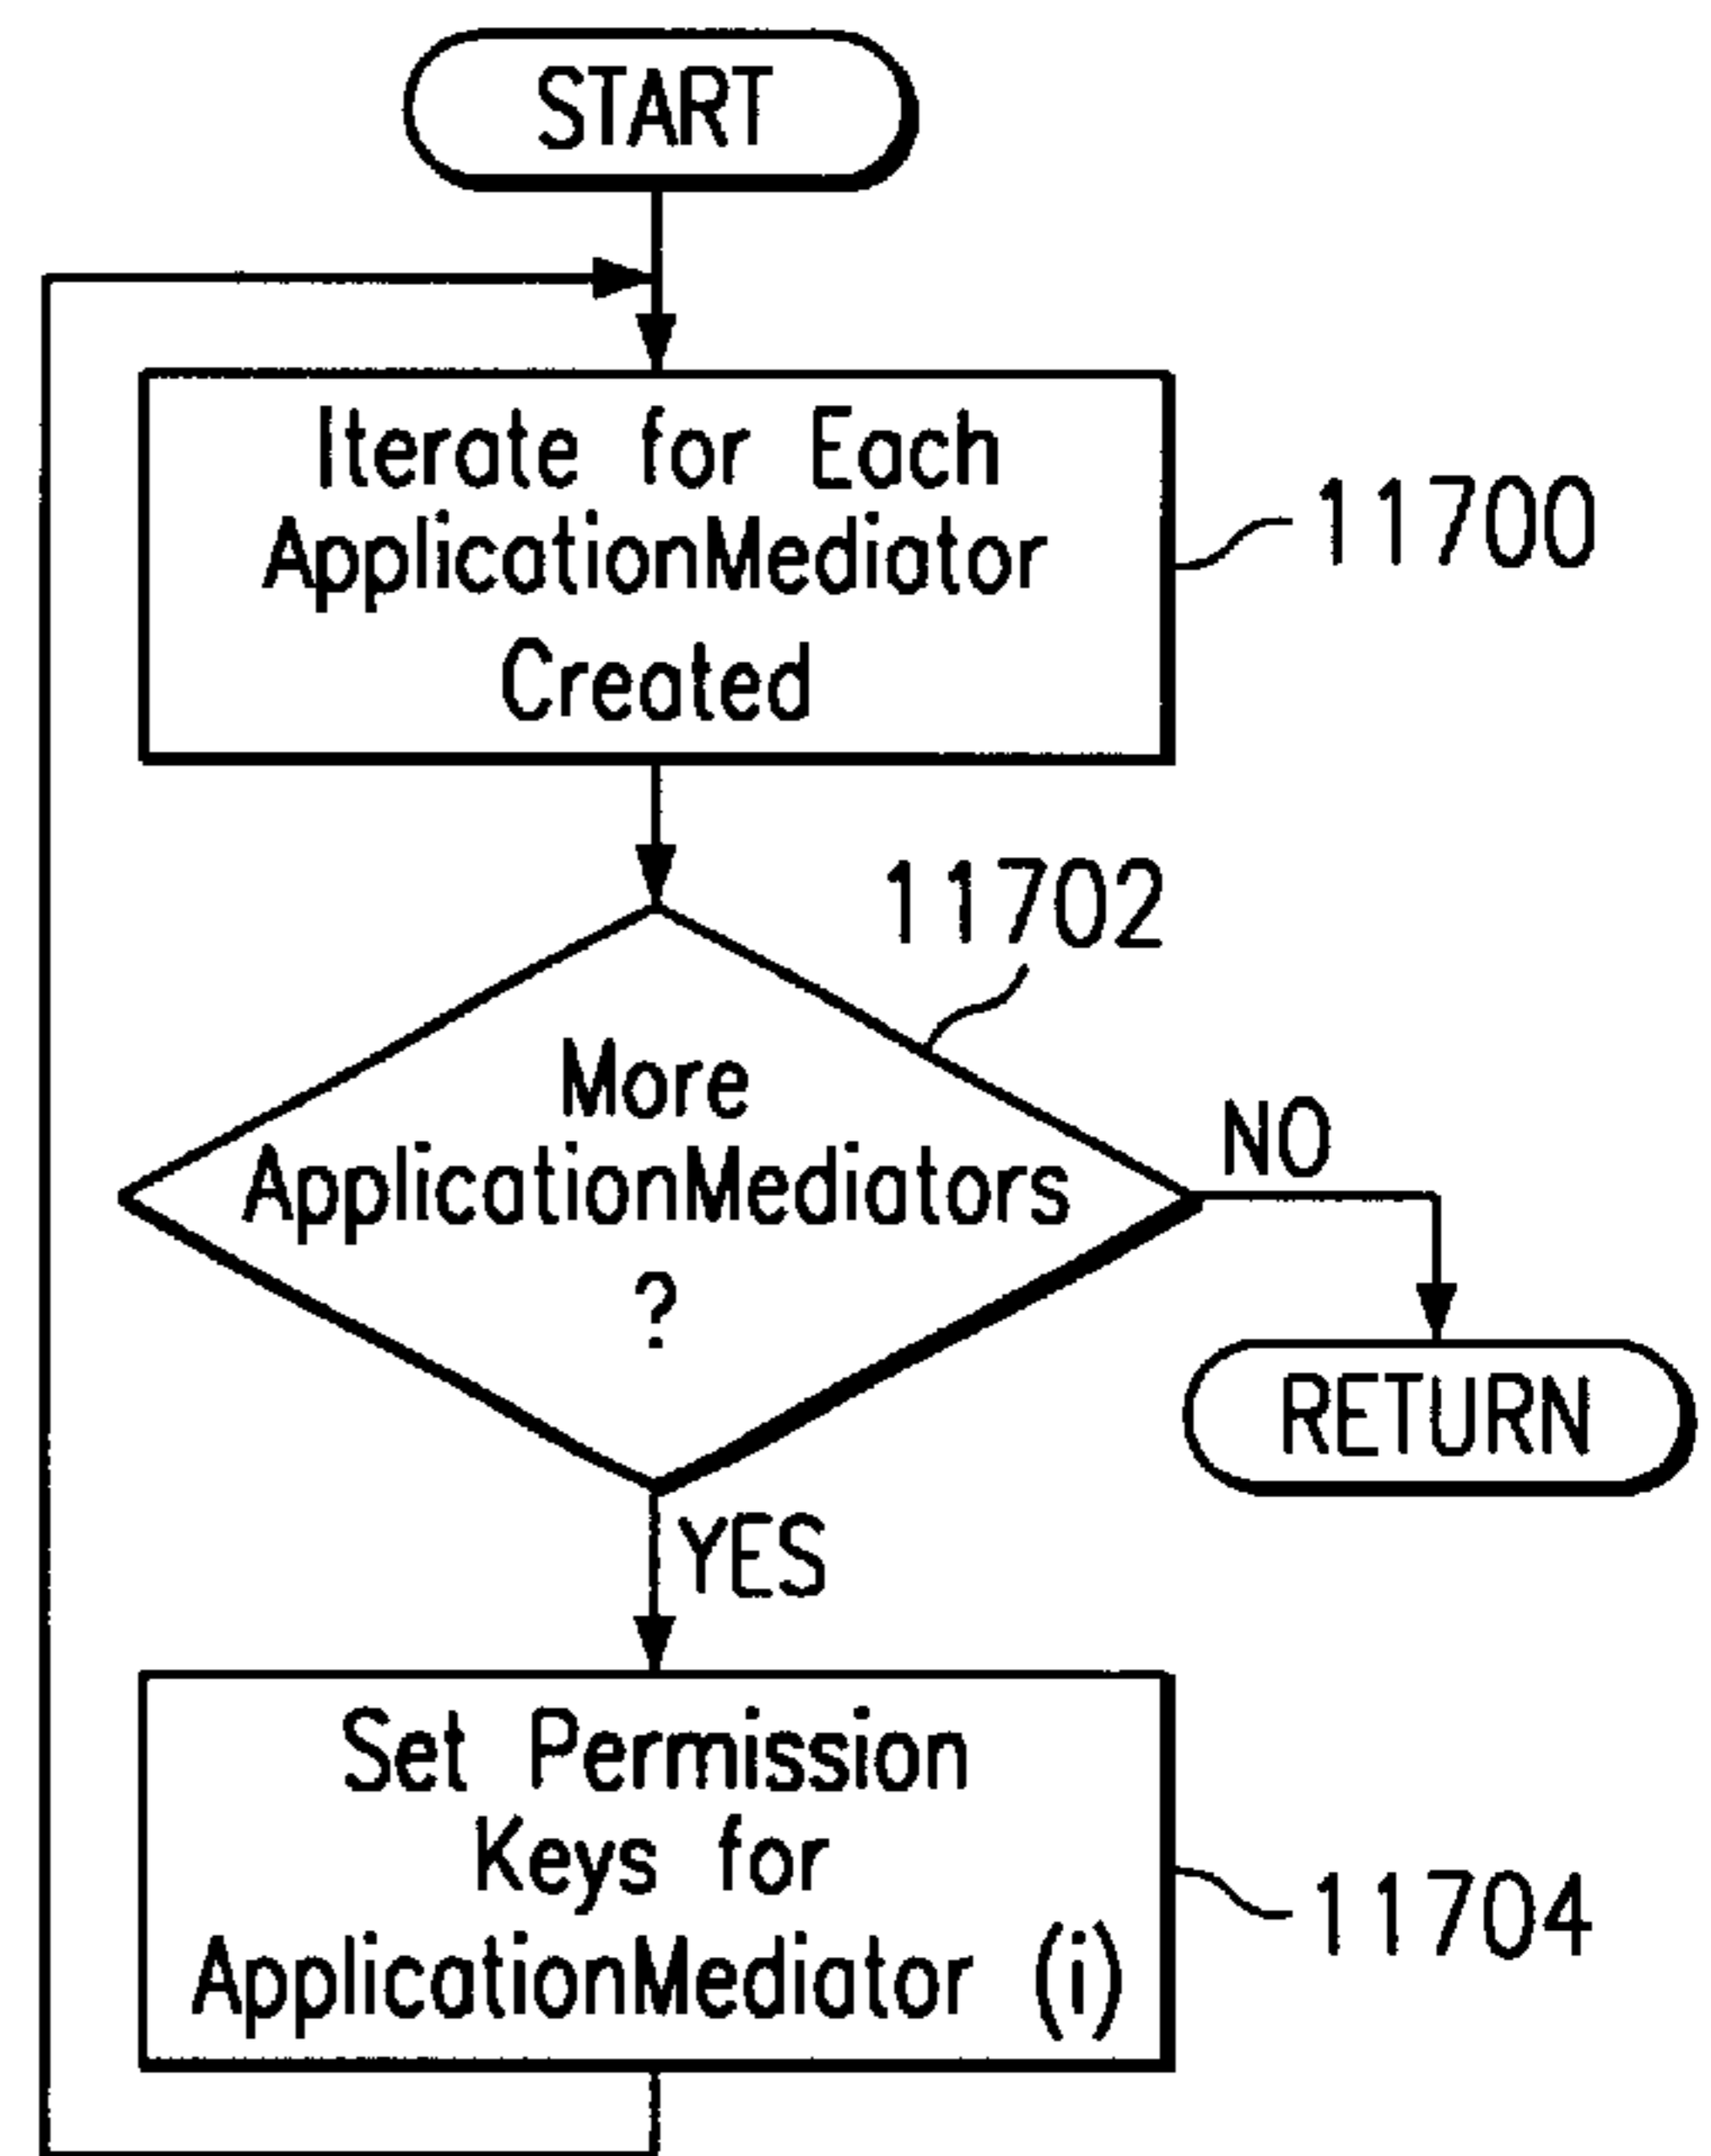 START
Iterate for Each
ApplicationMediator
Created
11700
11702
More
ApplicationMediators
?
NO
RETURN
YES
Set Permission
Keys for
ApplicationMediator (i)
11704